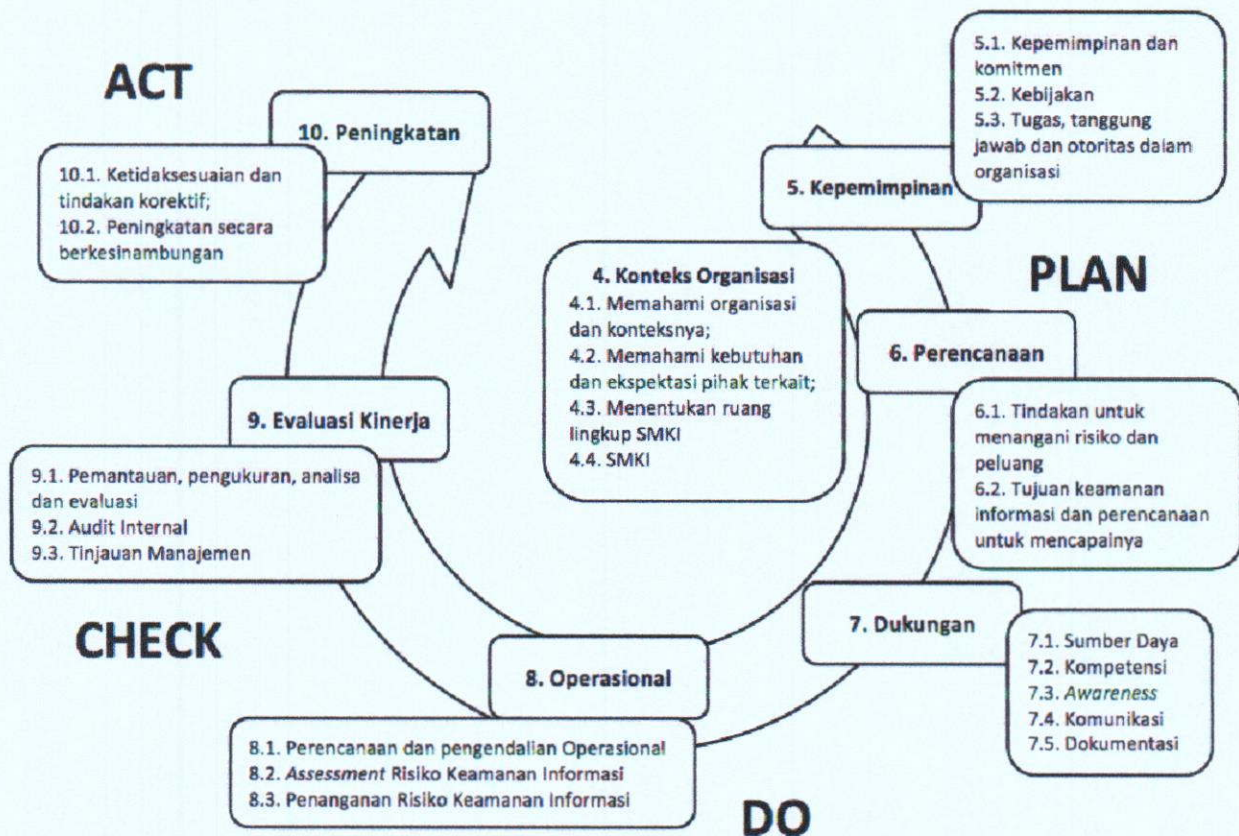 ACT
10. Peningkatan
10.1. Ketidaksesuaian dan
tindakan korektif;
10.2. Peningkatan secara
berkesinambungan
5.1. Kepemimpinan dan
komitmen
5.2. Kebijakan
5.3. Tugas, tanggung
jawab dan otoritas dalam
organisasi
5. Kepemimpinan
PLAN
4. Konteks Organisasi
4.1. Memahami organisasi
dan konteksnya;
4.2. Memahami kebutuhan
dan ekspektasi pihak terkait;
4.3. Menentukan ruang
lingkup SMKI
4.4. SMKI
6. Perencanaan
6.1. Tindakan untuk
menangani risiko dan
peluang
6.2. Tujuan keamanan
informasi dan perencanaan
untuk mencapainya
9. Evaluasi Kinerja
9.1. Pemantauan, pengukuran, analisa
dan evaluasi
9.2. Audit Internal
9.3. Tinjauan Manajemen
CHECK
7. Dukungan
7.1. Sumber Daya
7.2. Kompetensi
7.3. Awareness
7.4. Komunikasi
7.5. Dokumentasi
8. Operasional
8.1. Perencanaan dan pengendalian Operasional
8.2. Assessment Risiko Keamanan Informasi
8.3. Penanganan Risiko Keamanan Informasi
DO